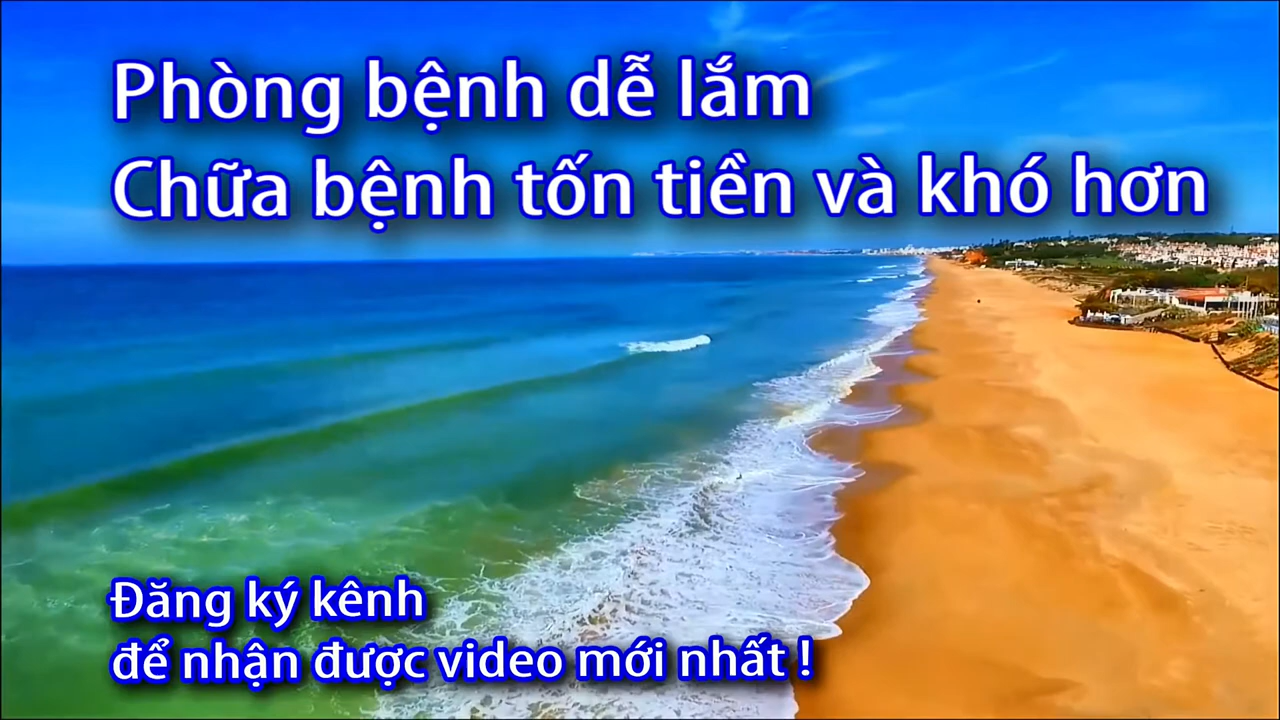 Phòng bệnh dễ lắm
Chữa bệnh tốn tiền và khó hơn
Đăng ký kênh
để nhận được video mới nhất !